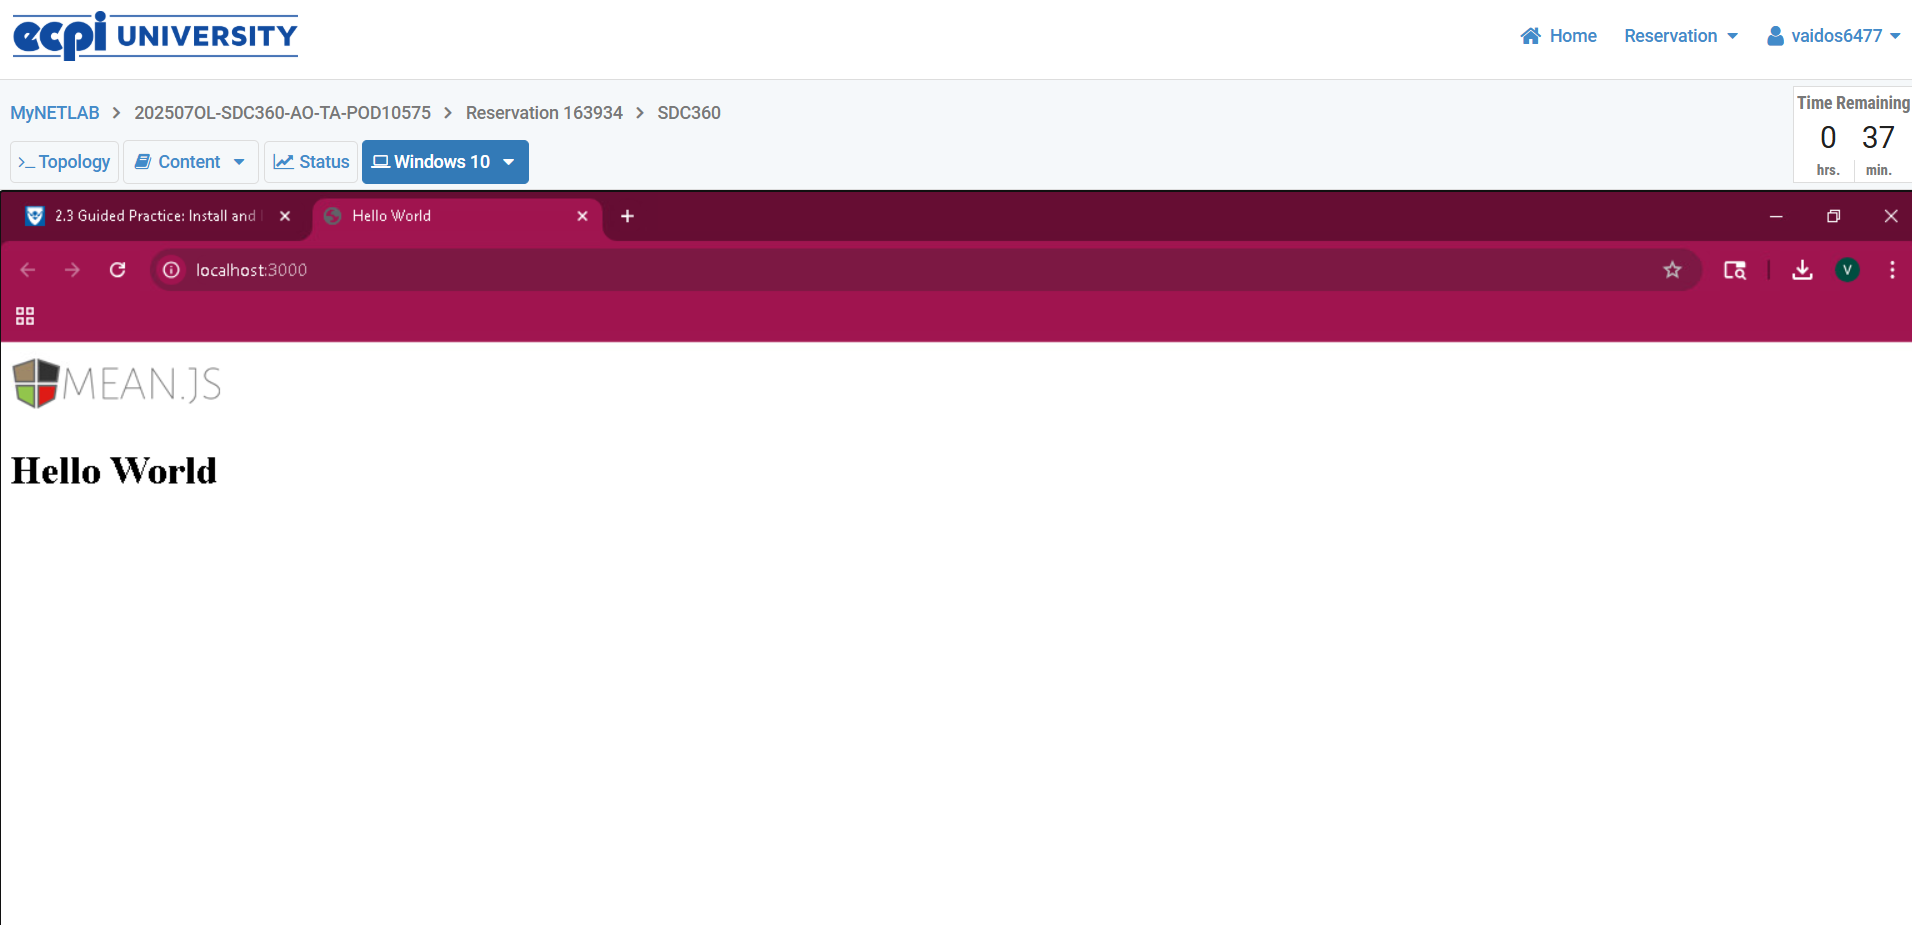 ecpi UNIVERSITY
Home Reservation vaidos6477
MyNETLAB > 202507OL-SDC360-AO-TA-POD10575 > Reservation 163934 > SDC360
Time Remaining
0 37
hrs. min.
>_ Topology Content Status Windows 10
2.3 Guided Practice: Install and
Hello World
localhost:3000
V
MEAN.JS
Hello World